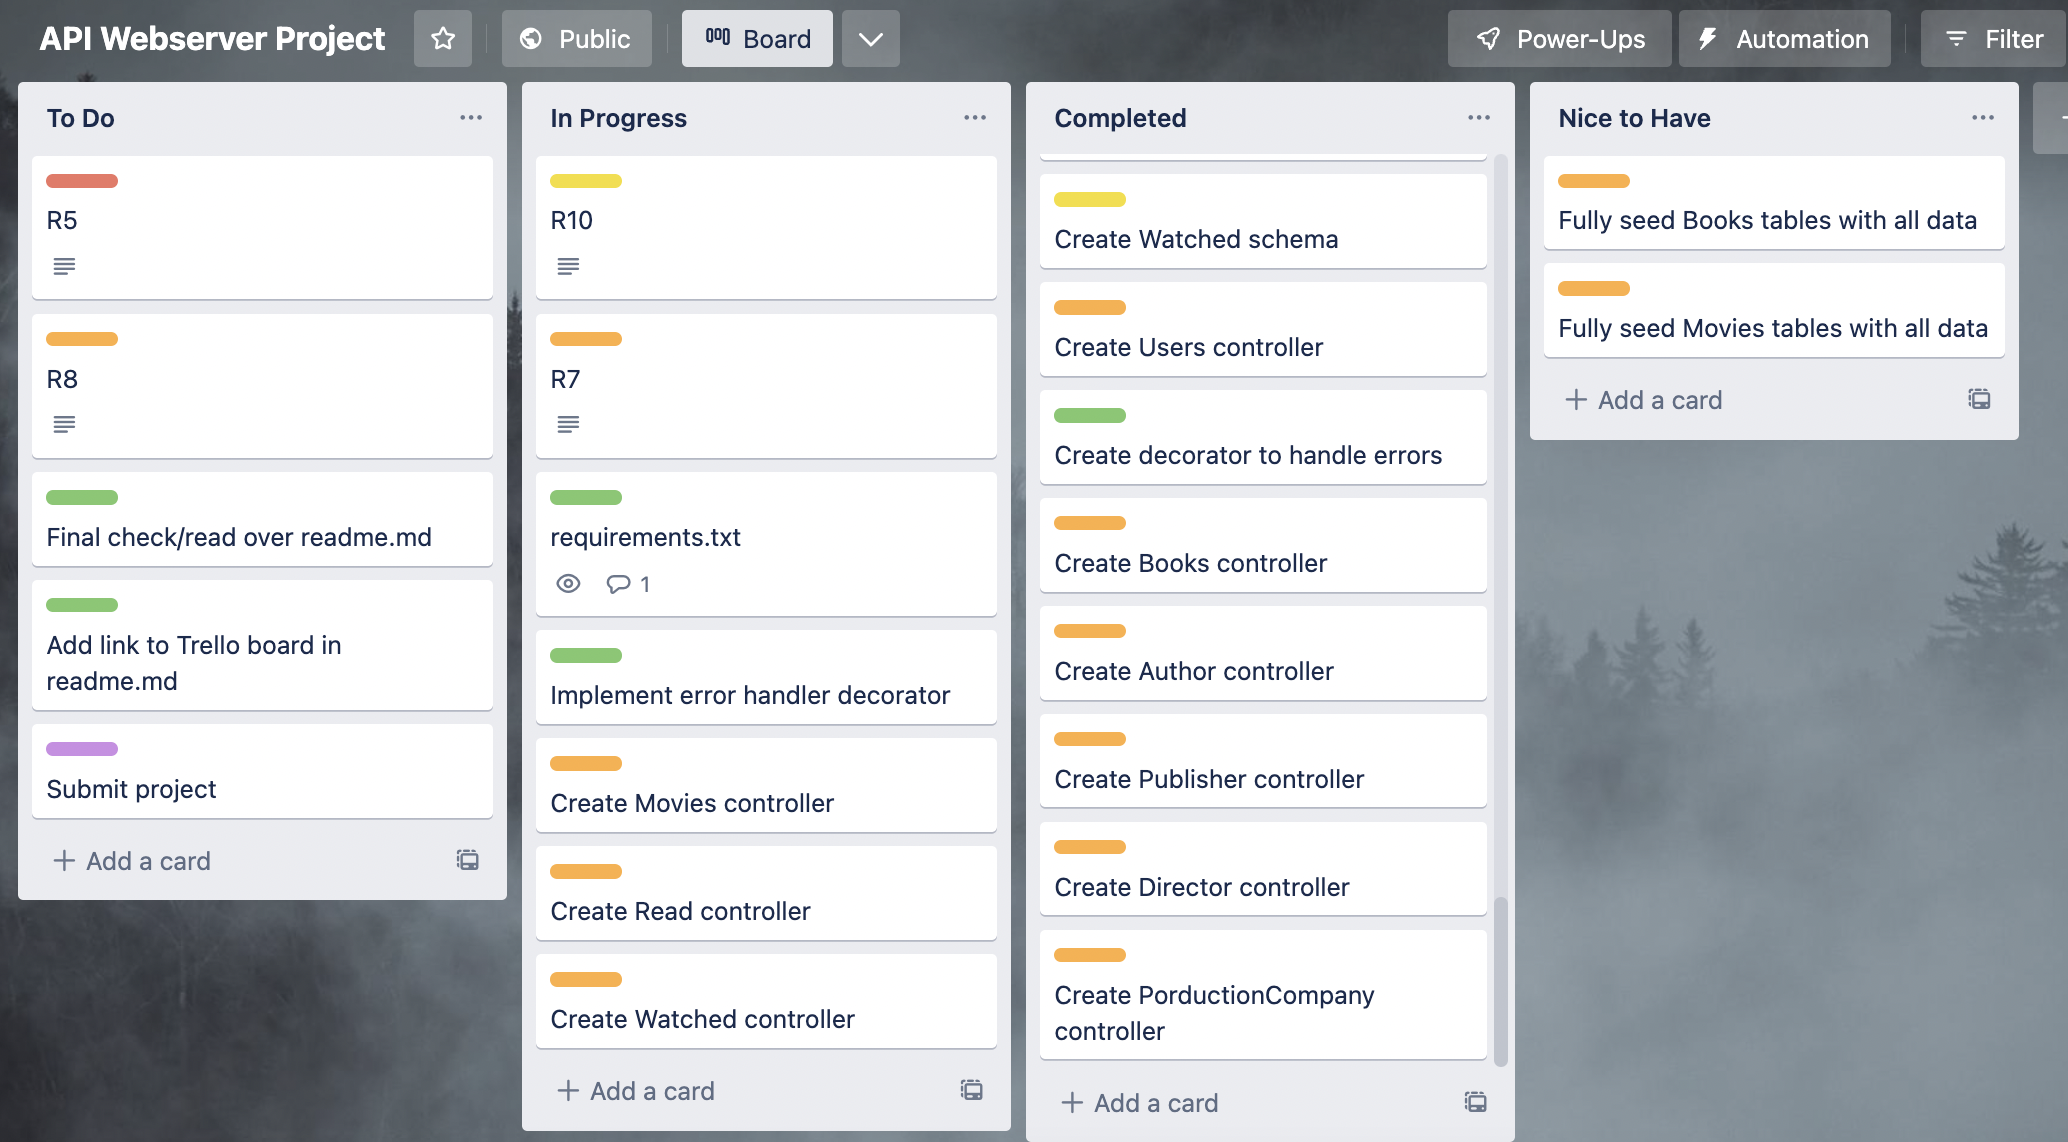 API Webserver Project
Public
Board
Power-Ups
Automation
Filter
To Do
R5
R8
Final check/read over readme.md
Add link to Trello board in
readme.md
Submit project
Add a card
In Progress
R10
R7
requirements.txt
1
Implement error handler decorator
Create Movies controller
Create Read controller
Create Watched controller
Add a card
Completed
Create Watched schema
Create Users controller
Create decorator to handle errors
Create Books controller
Create Author controller
Create Publisher controller
Create Director controller
Create PorductionCompany
controller
Add a card
Nice to Have
Fully seed Books tables with all data
Fully seed Movies tables with all data
Add a card